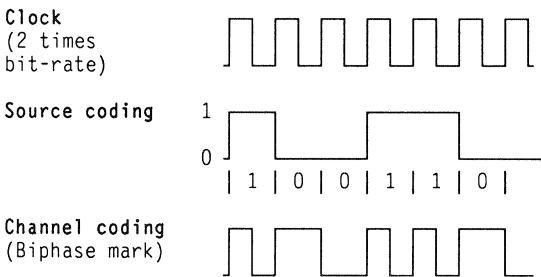 Clock
(2 times
bit-rate)
Source coding
1
0
| 1 | 0 | 0 | 1 | 1 | 0 |
Channel coding
(Biphase mark)